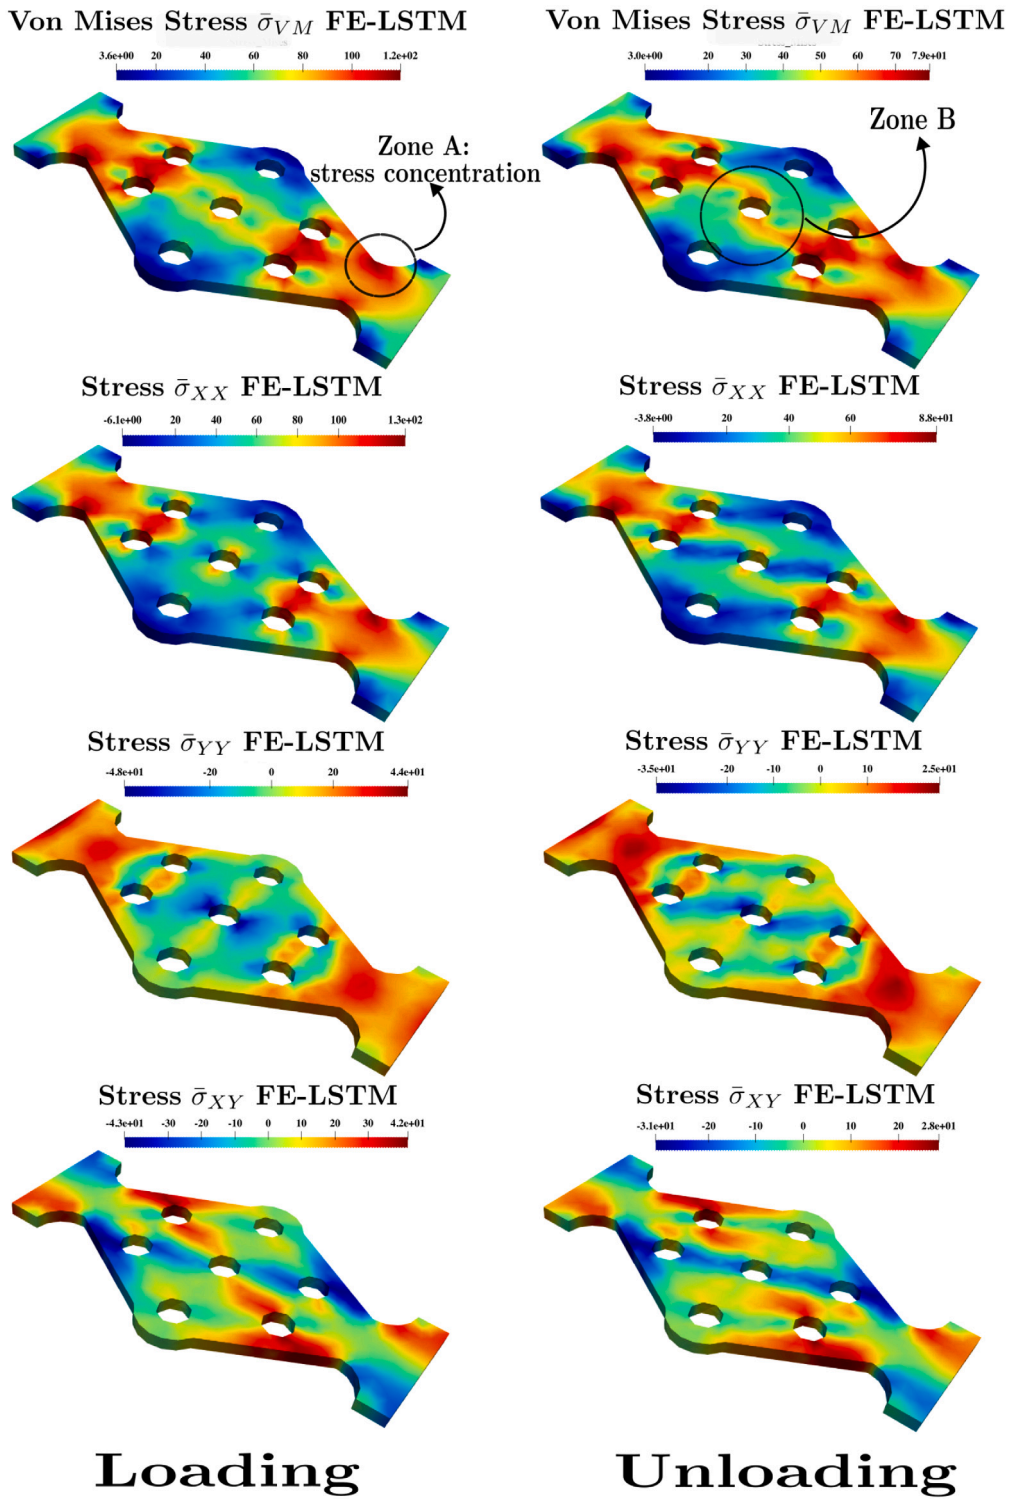 Von Mises Stress σ̄VM FE-LSTM
3.6e+00 20 40 60 80 100 1.2e+02
Zone A:
stress concentration
Von Mises Stress σ̄VM FE-LSTM
3.0e+00 20 30 40 50 60 70 7.9e+01
Zone B
Stress σ̄XX FE-LSTM
-6.1e+00 20 40 60 80 100 1.3e+02
Stress σ̄XX FE-LSTM
-3.8e+00 20 40 60 8.8e+01
Stress σ̄YY FE-LSTM
-4.8e+01 -20 0 20 4.4e+01
Stress σ̄YY FE-LSTM
-3.5e+01 -20 -10 0 10 2.5e+01
Stress σ̄XY FE-LSTM
-4.3e+01 -30 -20 -10 0 10 20 30 4.2e+01
Stress σ̄XY FE-LSTM
-3.1e+01 -20 -10 0 10 20 2.8e+01
Loading
Unloading